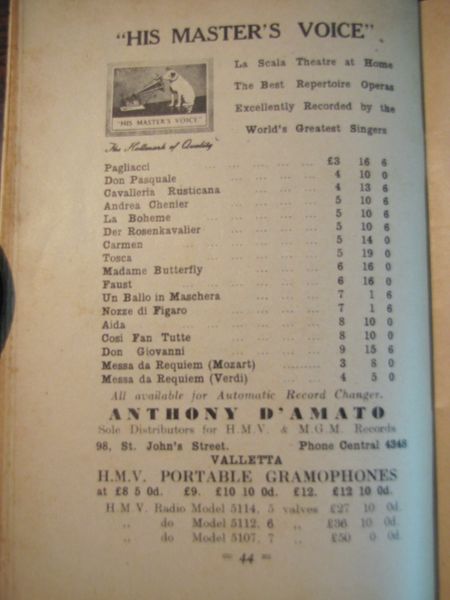 "HIS MASTER'S VOICE"
La Scala Theatre at Home
The Best Repertoire Operas
Excellently Recorded by the
World's Greatest Singers
"HIS MASTER'S VOICE"
The Hallmark of Quality
Pagliacci ... ... ... ... £3 16 6
Don Pasquale ... ... ... ... 4 10 0
Cavalleria Rusticana ... ... ... 4 13 6
Andrea Chenier ... ... ... ... 5 10 6
La Boheme ... ... ... ... 5 10 6
Der Rosenkavalier ... ... ... 5 10 6
Carmen ... ... ... ... 5 14 0
Tosca ... ... ... ... 5 19 0
Madame Butterfly ... ... ... 6 16 0
Faust ... ... ... ... 6 16 0
Un Ballo in Maschera ... ... ... 7 1 6
Nozze di Figaro ... ... ... ... 7 1 6
Aida ... ... ... ... 8 10 0
Cosi Fan Tutte ... ... ... ... 8 10 0
Don Giovanni ... ... ... ... 9 15 6
Messa da Requiem (Mozart) ... ... 3 8 0
Messa da Requiem (Verdi) ... ... 4 5 0
All available for Automatic Record Changer.
ANTHONY D'AMATO
Sole Distributors for H.M.V. & M.G.M. Records
98, St. John's Street. Phone Central 4348
VALLETTA
H.M.V. PORTABLE GRAMOPHONES
at £8 5 0d. £9. £10 10 0d. £12. £12 10 0d.
H.M.V. Radio Model 5114, 5 valves £27 10 0d.
,, do Model 5112, 6 ,, £36 10 0d.
,, do Model 5107, 7 ,, £50 0 0d.
= 44 =